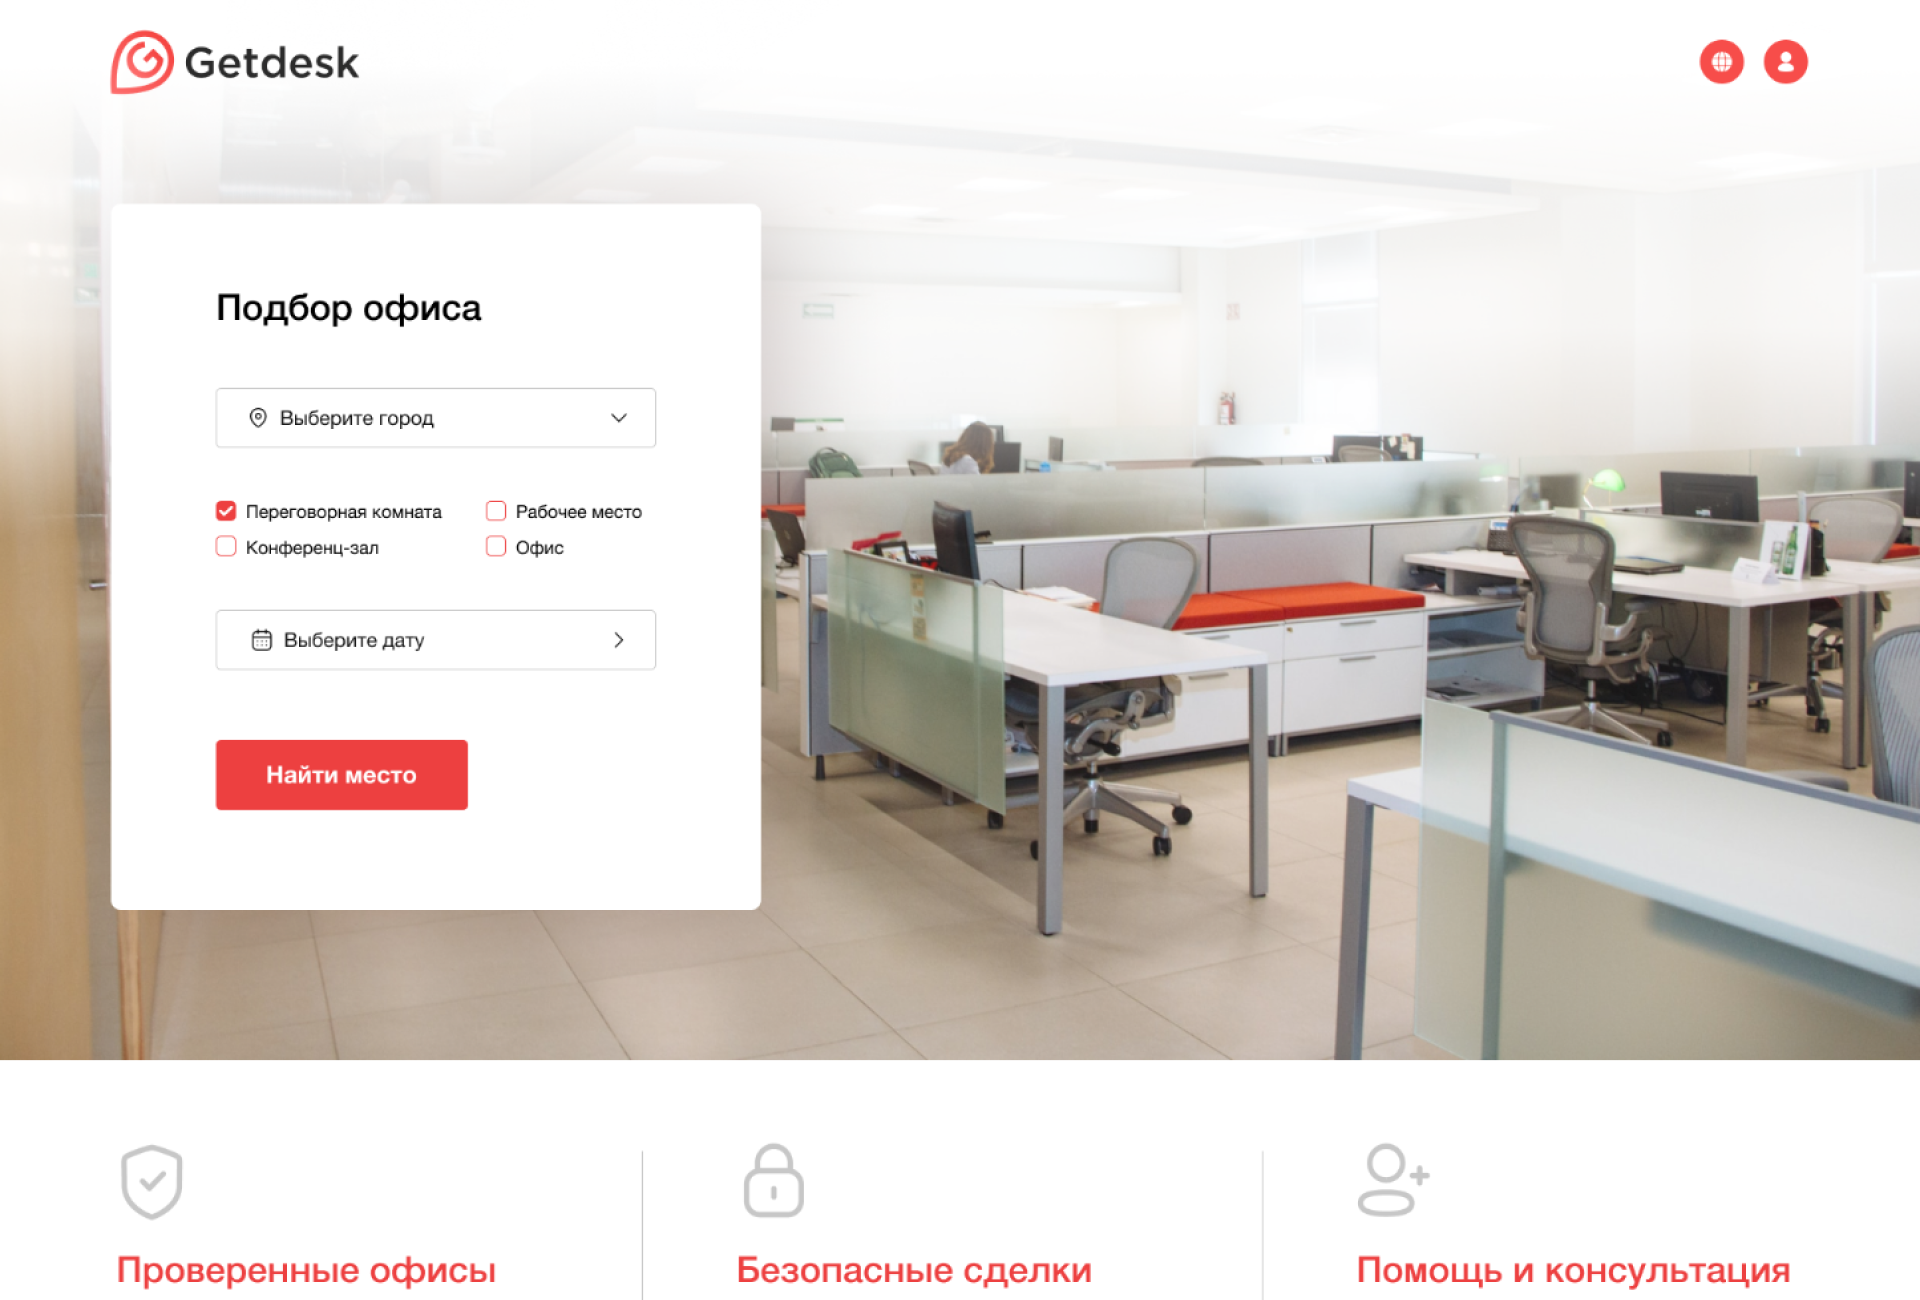 Getdesk
Подбор офиса
Выберите город
Переговорная комната
Рабочее место
Конференц-зал
Офис
Выберите дату
Найти место
Проверенные офисы
Безопасные сделки
Помощь и консультация